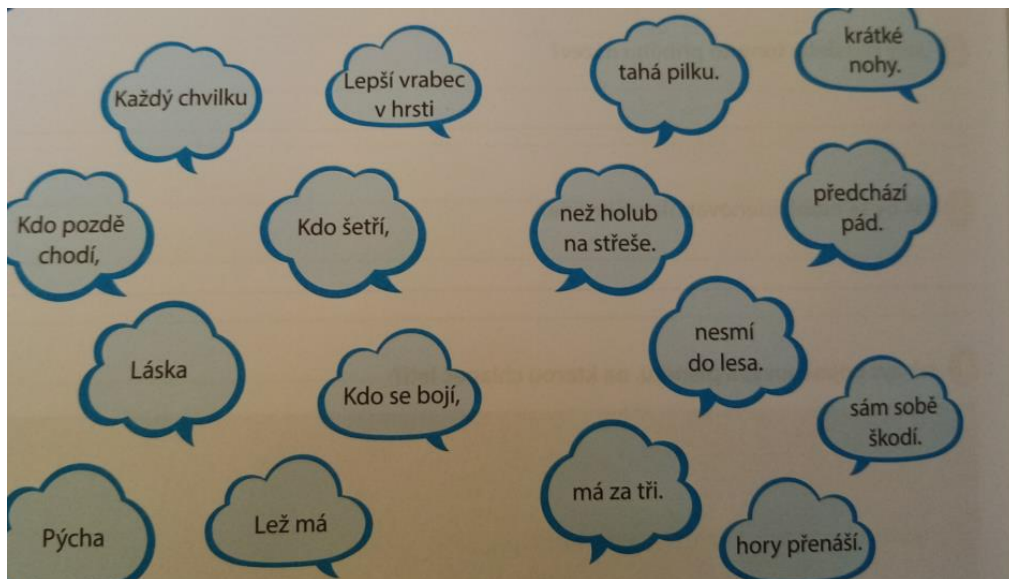 Každý chvilku
Lepší vrabec
v hrsti
tahá pilku.
krátké
nohy.
Kdo pozdě
chodí,
Kdo šetří,
než holub
na střeše.
předchází
pád.
Láska
Kdo se bojí,
nesmí
do lesa.
sám sobě
škodí.
Pýcha
Lež má
má za tři.
hory přenáší.